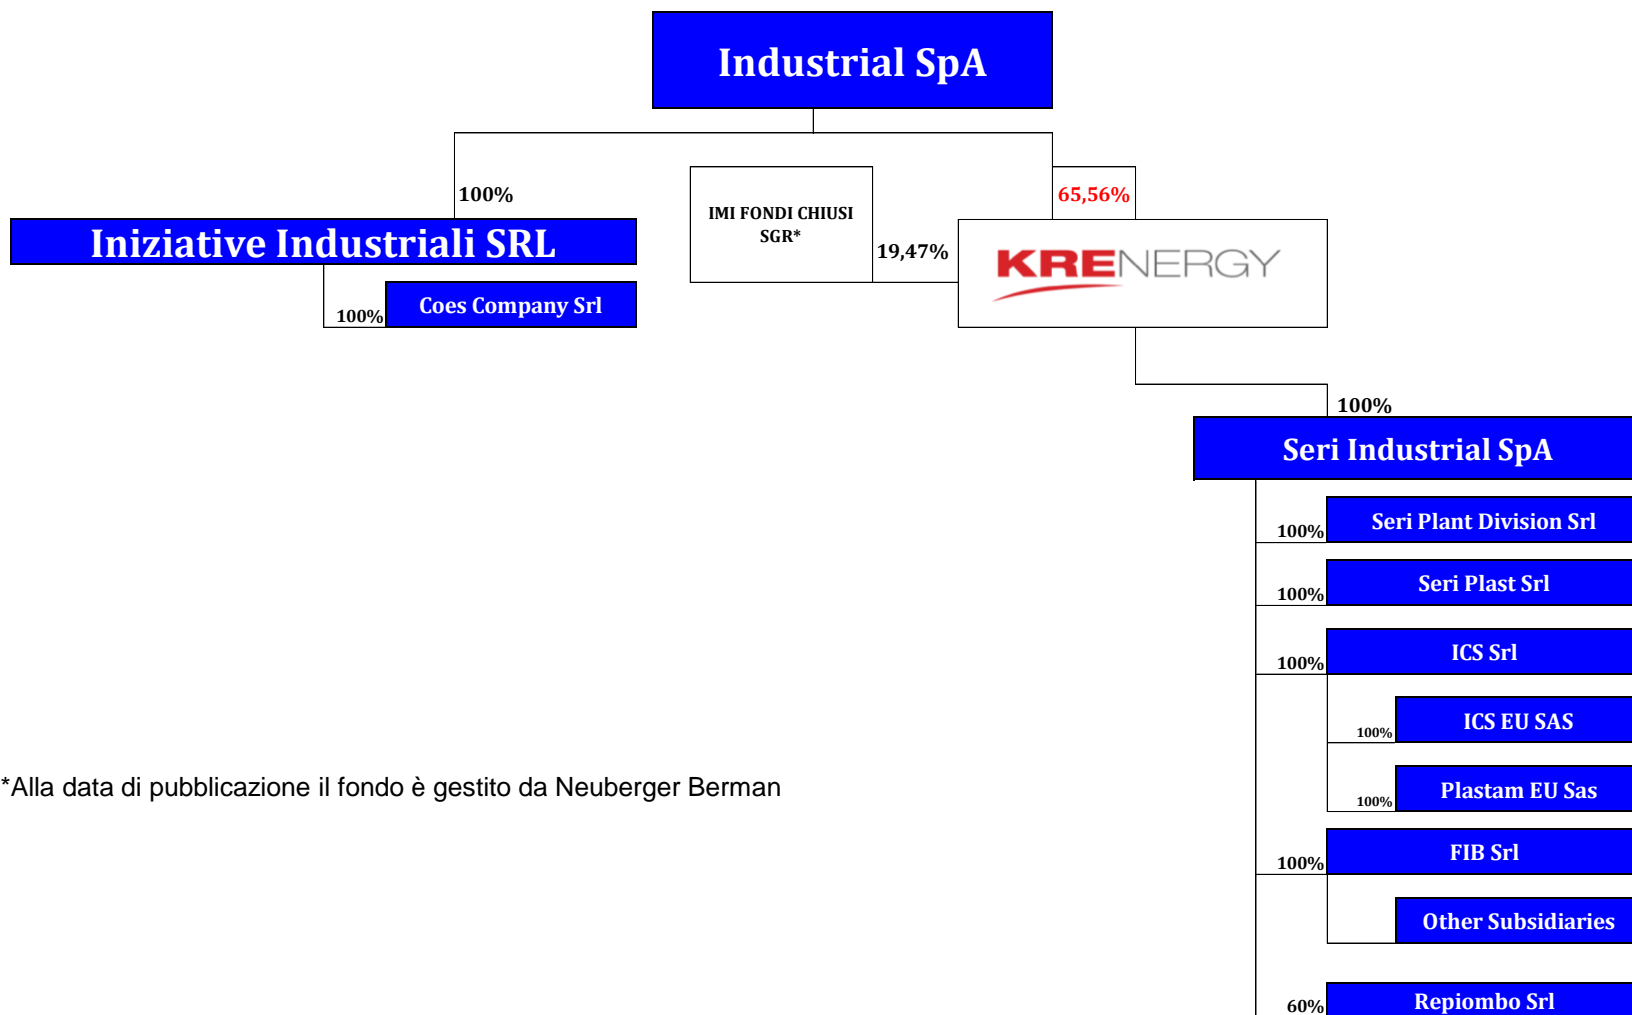 Industrial SpA
100%
65,56%
IMI FONDI CHIUSI
SGR*
Iniziative Industriali SRL
19,47%
KRENERGY
100%
Coes Company Srl
100%
Seri Industrial SpA
100%
Seri Plant Division Srl
100%
Seri Plast Srl
100%
ICS Srl
100%
ICS EU SAS
*Alla data di pubblicazione il fondo è gestito da Neuberger Berman
100%
Plastam EU Sas
100%
FIB Srl
Other Subsidiaries
60%
Repiombo Srl